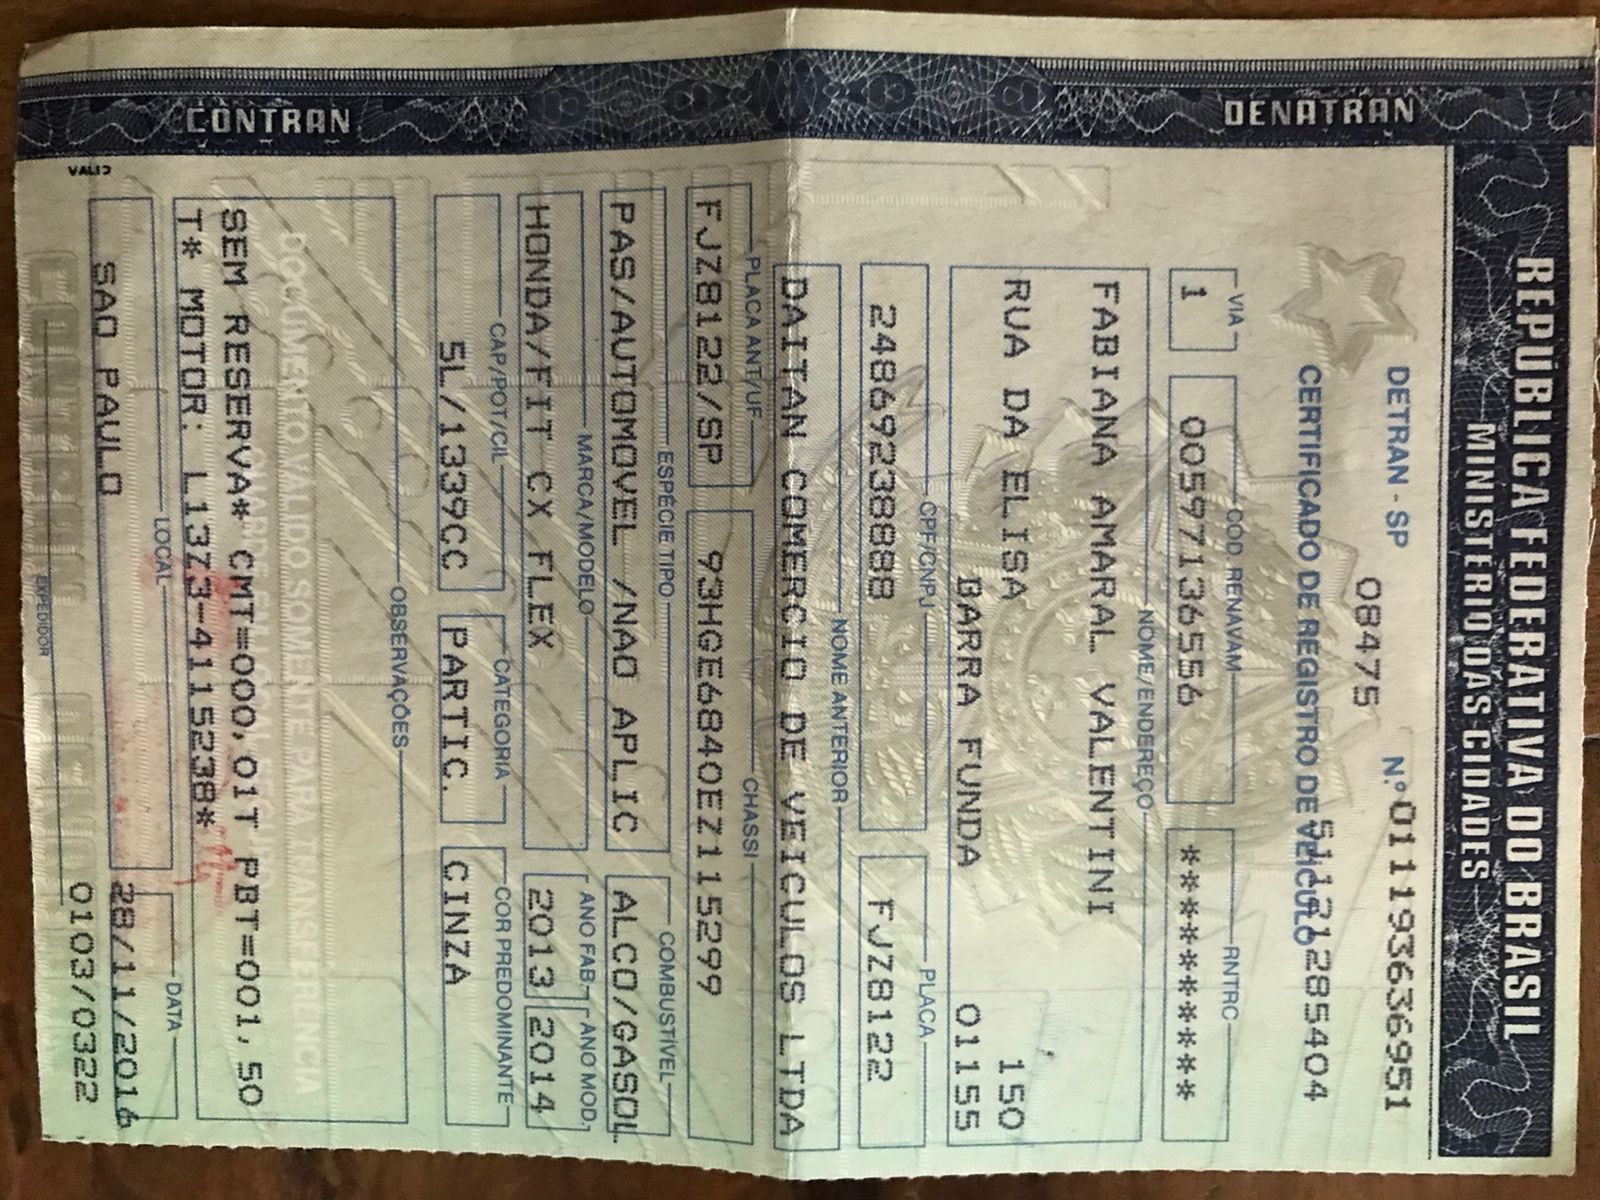 REPÚBLICA FEDERATIVA DO BRASIL
MINISTÉRIO DAS CIDADES
DENATRAN
CONTRAN
DETRAN - SP
08475
N.º 011193636951
CERTIFICADO DE REGISTRO DE VEÍCULO
51121285404
VIA
COD. RENAVAM
RNTRC
1 00597136556 **********
NOME/ENDEREÇO
FABIANA AMARAL VALENTINI
RUA DA ELISA 150
BARRA FUNDA 01155
CPF/CNPJ
PLACA
24869238888 FJZ8122
NOME ANTERIOR
DAITAN COMERCIO DE VEICULOS LTDA
PLACA ANT/UF
CHASSI
FJZ8122/SP 93HGE6840EZ115299
ESPÉCIE TIPO
COMBUSTÍVEL
PAS/AUTOMOVEL /NAO APLIC ALCO/GASOL
MARCA/MODELO
ANO FAB
ANO MOD.
HONDA/FIT CX FLEX 2013 2014
CAP/POT/CIL
CATEGORIA
COR PREDOMINANTE
5L/1339CC PARTIC. CINZA
OBSERVAÇÕES
DOCUMENTO VÁLIDO SOMENTE PARA TRANSFERÊNCIA
SEM RESERVA* CMT=000,01T PBT=001,50
T* MOTOR: L13Z3-4115238*
LOCAL
DATA
SAO PAULO 28/11/2016
0103/0322
EXPEDIDOR